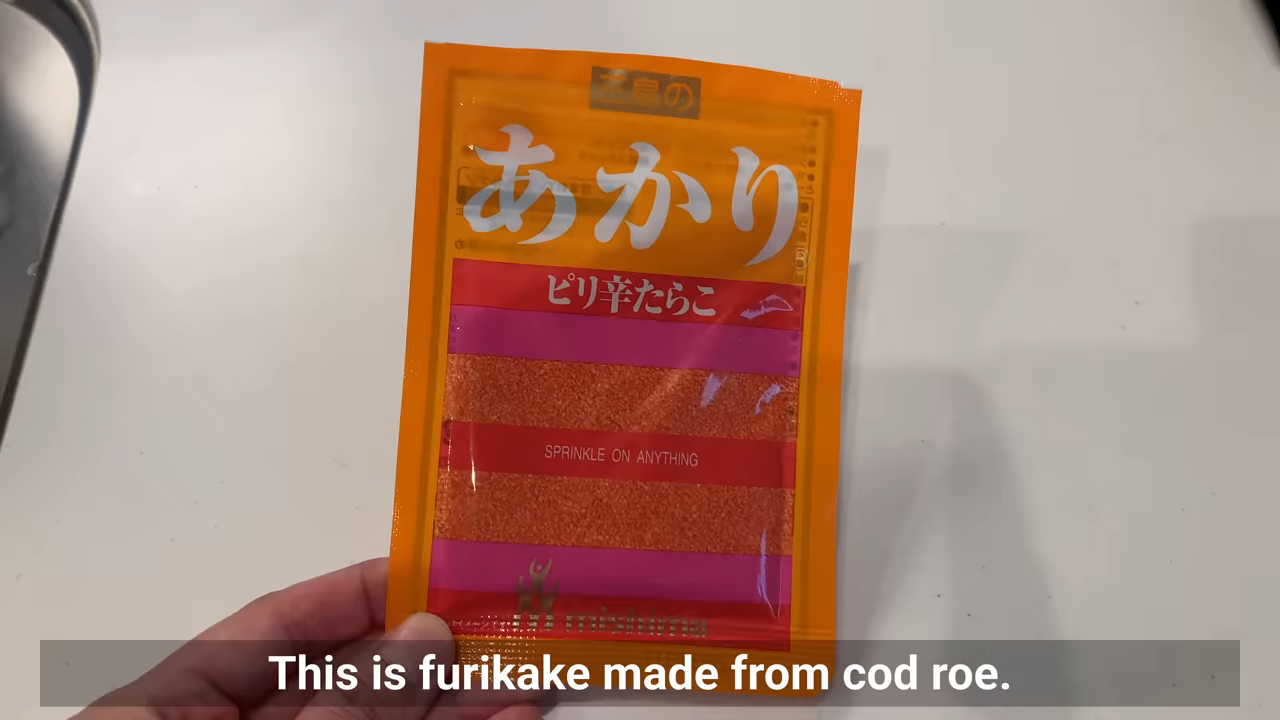 三島の
あかり
ピリ辛たらこ
SPRINKLE ON ANYTHING
mishima
This is furikake made from cod roe.